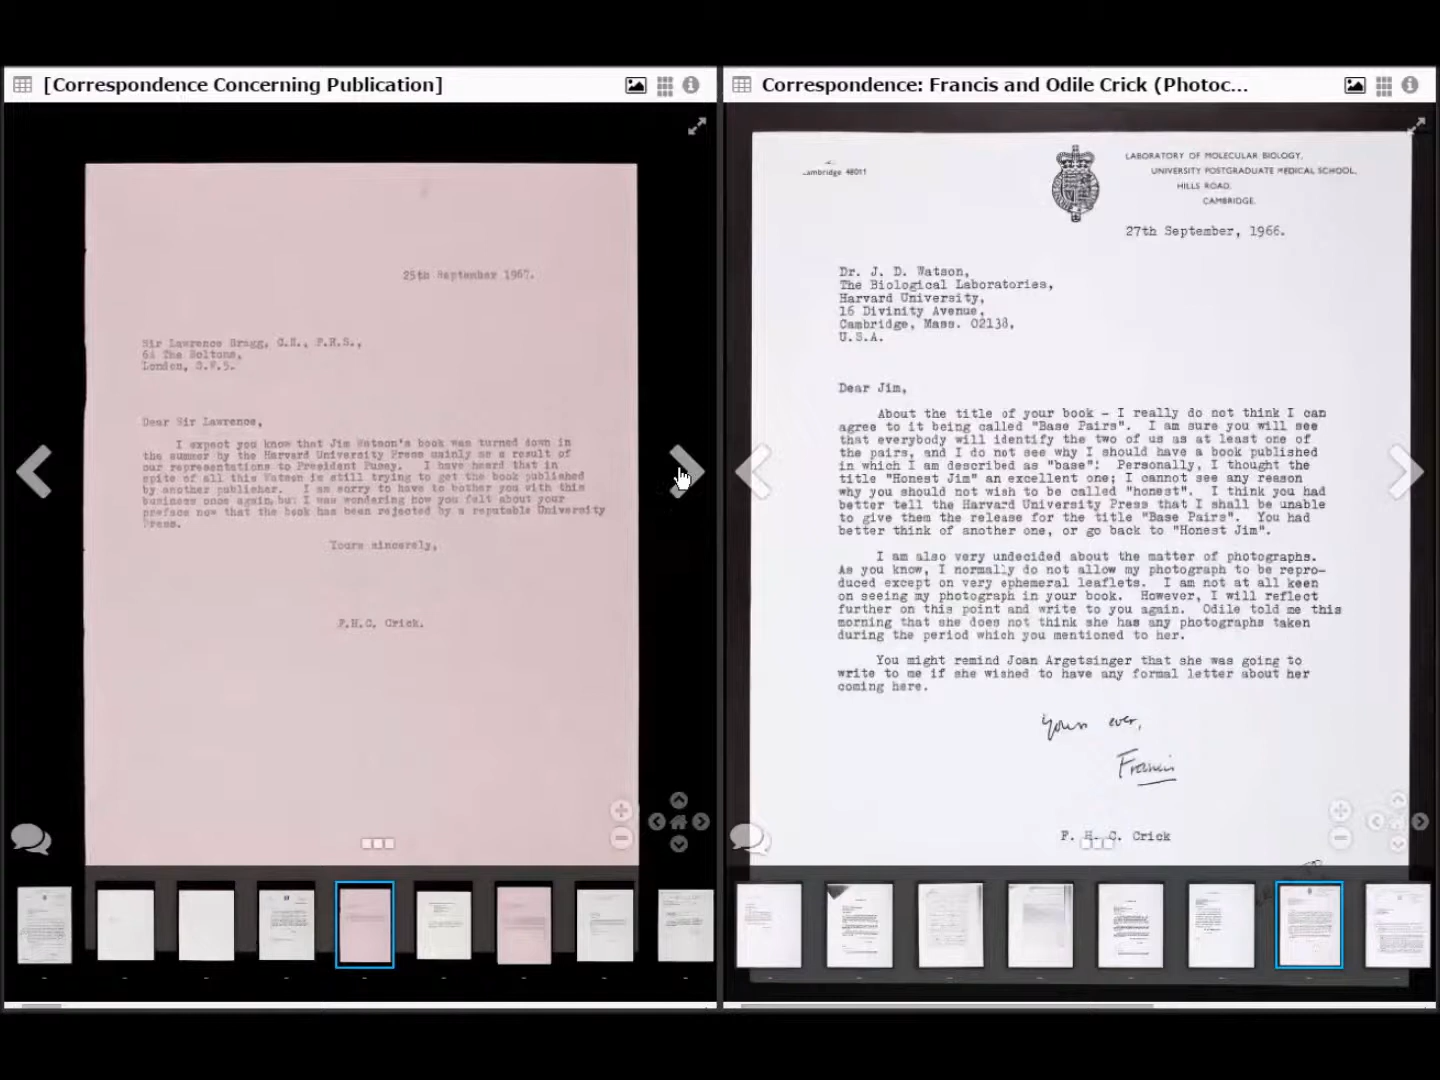 [Correspondence Concerning Publication]
25th September 1967.
Sir Lawrence Bragg, C.H., F.R.S.,
6A The Boltons,
London, S.W.5.
Dear Sir Lawrence,
I expect you know that Jim Watson's book was turned down in
the summer by the Harvard University Press mainly as a result of
our representations to President Pusey. I have heard that in
spite of all this Watson is still trying to get the book published
by another publisher. I am sorry to have to bother you with this
business once again, but I was wondering how you felt about your
preface now that the book has been rejected by a reputable University
Press.
Yours sincerely,
F.H.C. Crick.
Correspondence: Francis and Odile Crick (Photoc...
ambridge 48011
LABORATORY OF MOLECULAR BIOLOGY,
UNIVERSITY POSTGRADUATE MEDICAL SCHOOL,
HILLS ROAD,
CAMBRIDGE.
27th September, 1966.
Dr. J. D. Watson,
The Biological Laboratories,
Harvard University,
16 Divinity Avenue,
Cambridge, Mass. 02138,
U.S.A.
Dear Jim,
About the title of your book - I really do not think I can
agree to it being called "Base Pairs". I am sure you will see
that everybody will identify the two of us as at least one of
the pairs, and I do not see why I should have a book published
in which I am described as "base"! Personally, I thought the
title "Honest Jim" an excellent one; I cannot see any reason
why you should not wish to be called "honest". I think you had
better tell the Harvard University Press that I shall be unable
to give them the release for the title "Base Pairs". You had
better think of another one, or go back to "Honest Jim".
I am also very undecided about the matter of photographs.
As you know, I normally do not allow my photograph to be repro-
duced except on very ephemeral leaflets. I am not at all keen
on seeing my photograph in your book. However, I will reflect
further on this point and write to you again. Odile told me this
morning that she does not think she has any photographs taken
during the period which you mentioned to her.
You might remind Joan Argetsinger that she was going to
write to me if she wished to have any formal letter about her
coming here.
Yours ever,
Francis
F. H. C. Crick